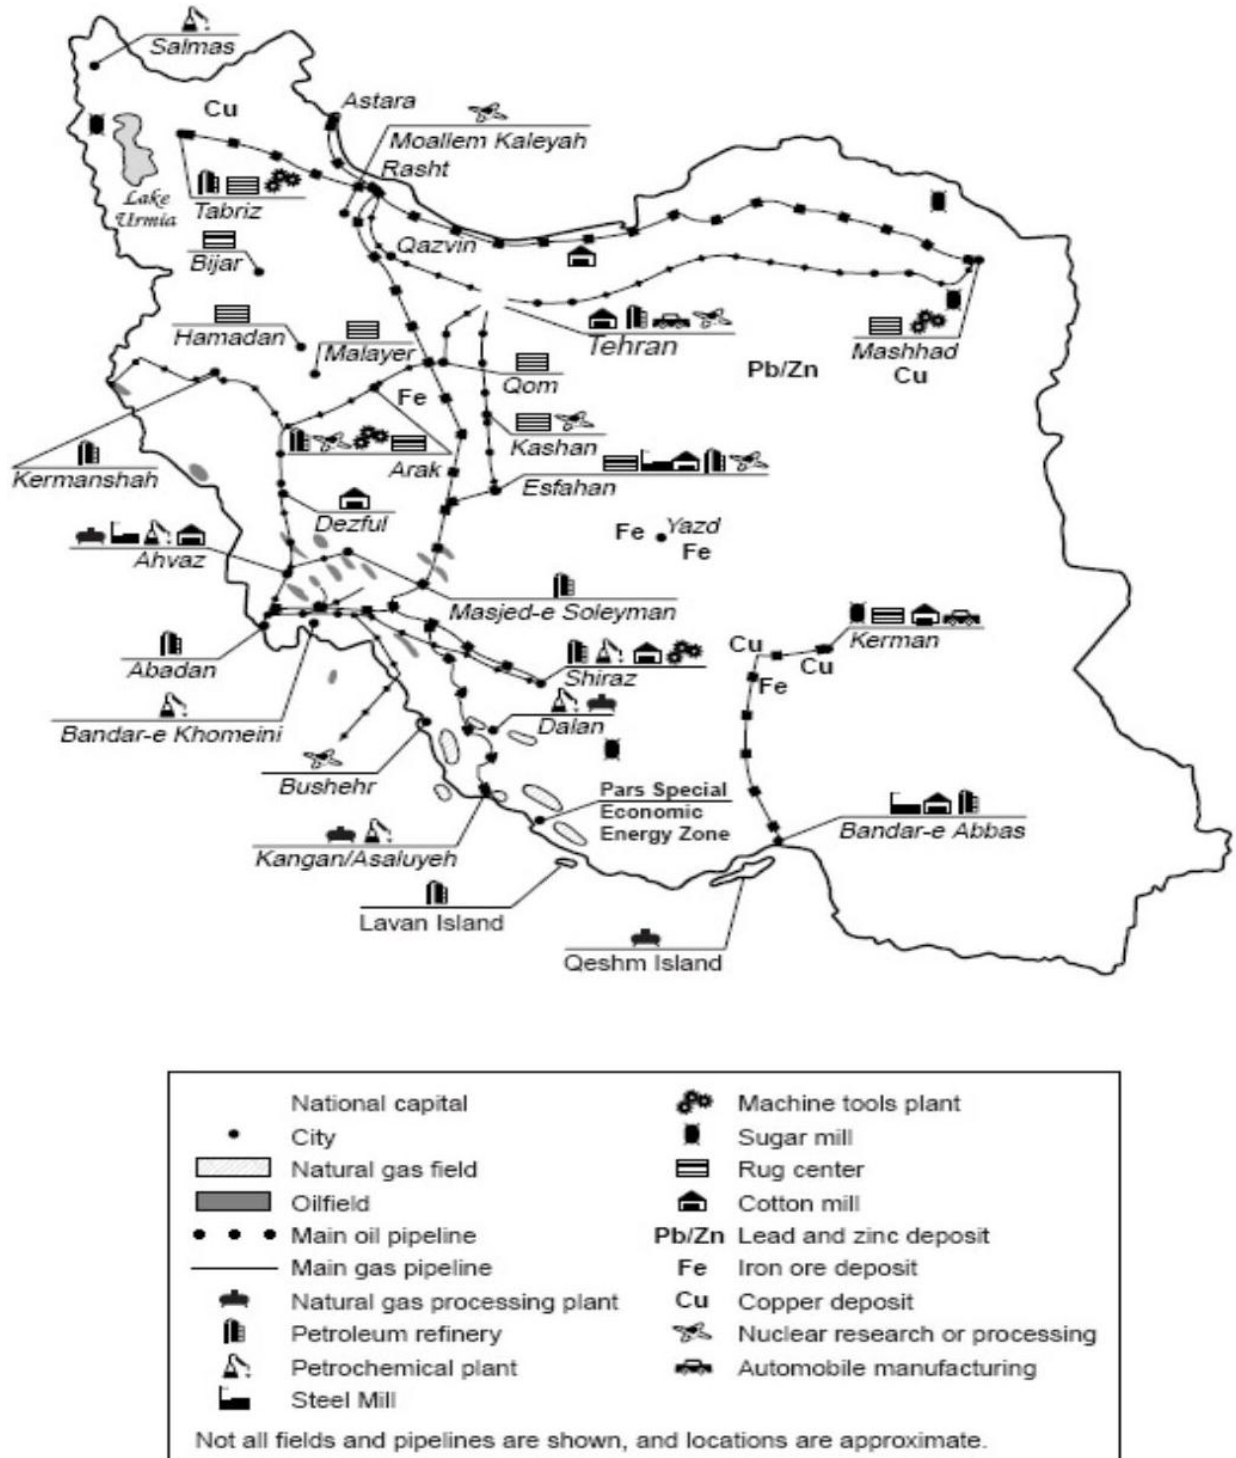 Salmas
Cu
Astara
Moallem Kaleyah
Rasht
Lake
Urmia
Tabriz
Bijar
Qazvin
Hamadan
Malayer
Tehran
Mashhad
Pb/Zn
Cu
Qom
Fe
Kashan
Kermanshah
Arak
Esfahan
Dezful
Fe
Yazd
Fe
Ahvaz
Masjed-e Soleyman
Kerman
Cu
Cu
Fe
Abadan
Shiraz
Bandar-e Khomeini
Dalan
Bushehr
Pars Special
Economic
Energy Zone
Bandar-e Abbas
Kangan/Asaluyeh
Lavan Island
Qeshm Island
National capital
City
Natural gas field
Oilfield
Main oil pipeline
Main gas pipeline
Natural gas processing plant
Petroleum refinery
Petrochemical plant
Steel Mill
Machine tools plant
Sugar mill
Rug center
Cotton mill
Pb/Zn Lead and zinc deposit
Fe Iron ore deposit
Cu Copper deposit
Nuclear research or processing
Automobile manufacturing
Not all fields and pipelines are shown, and locations are approximate.